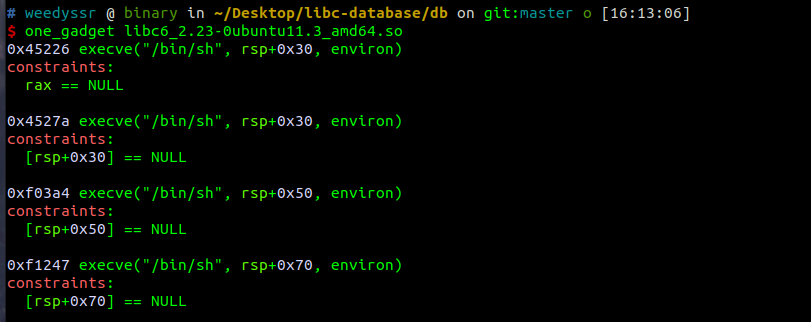 # weedyssr @ binary in ~/Desktop/libc-database/db on git:master o [16:13:06]
$ one_gadget libc6_2.23-0ubuntu11.3_amd64.so
0x45226 execve("/bin/sh", rsp+0x30, environ)
constraints:
  rax == NULL

0x4527a execve("/bin/sh", rsp+0x30, environ)
constraints:
  [rsp+0x30] == NULL

0xf03a4 execve("/bin/sh", rsp+0x50, environ)
constraints:
  [rsp+0x50] == NULL

0xf1247 execve("/bin/sh", rsp+0x70, environ)
constraints:
  [rsp+0x70] == NULL